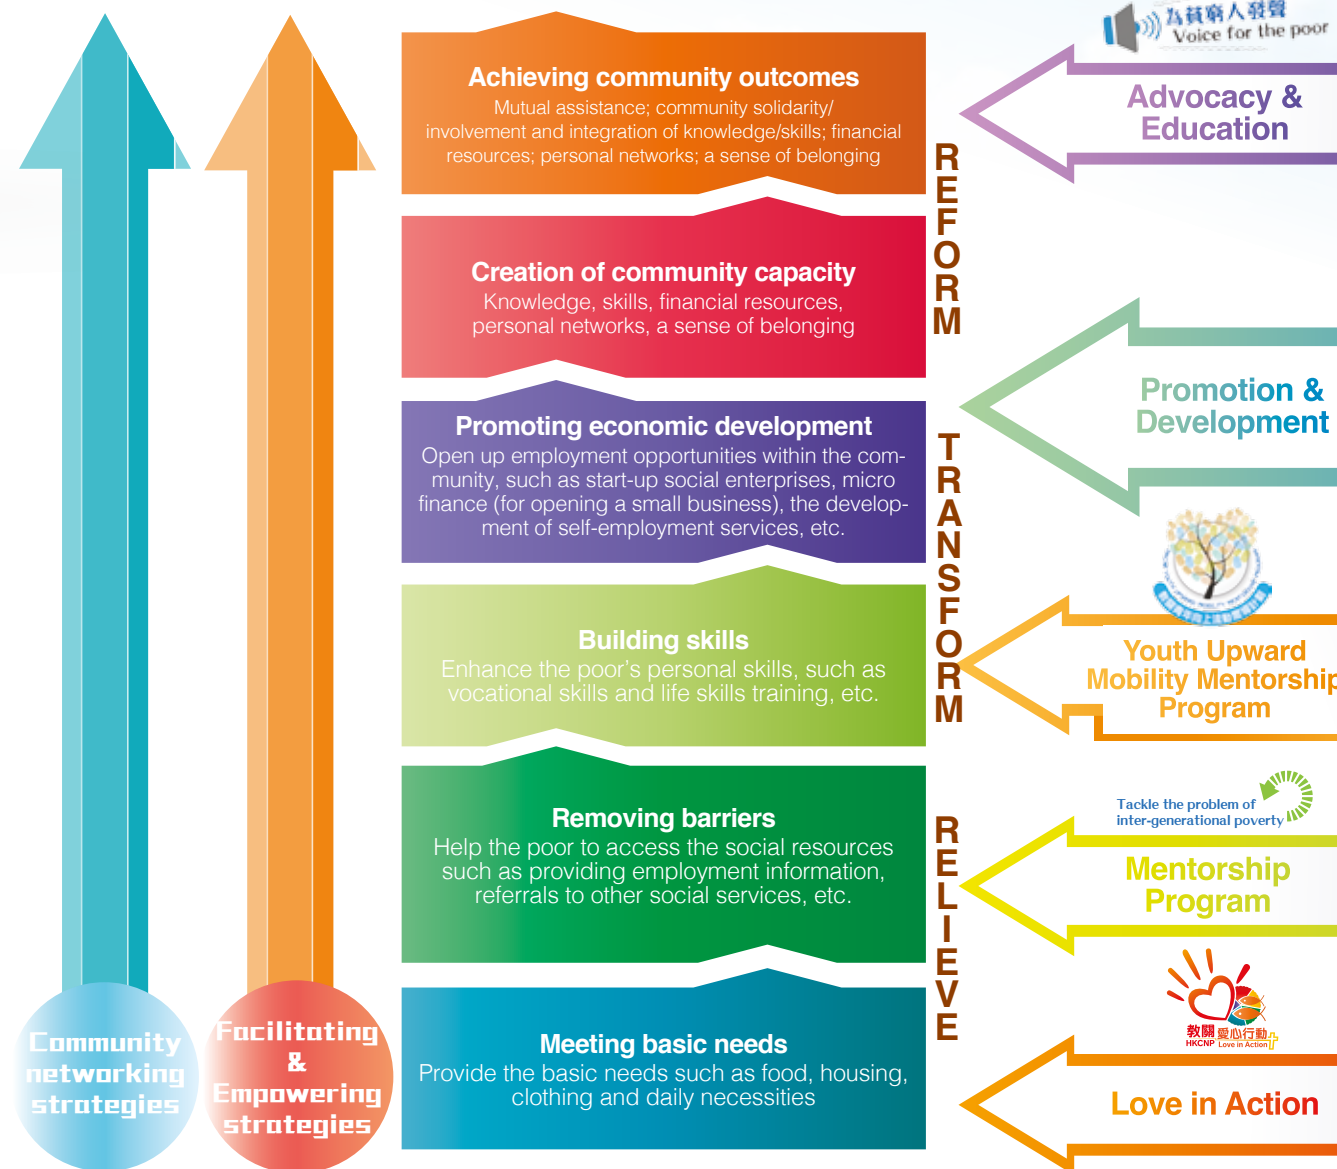 為貧窮人發聲
Voice for the poor
Achieving community outcomes
Mutual assistance; community solidarity/
involvement and integration of knowledge/skills; financial
resources; personal networks; a sense of belonging
Advocacy &
Education
REFORM
Creation of community capacity
Knowledge, skills, financial resources,
personal networks, a sense of belonging
Promotion &
Development
Promoting economic development
Open up employment opportunities within the com-
munity, such as start-up social enterprises, micro
finance (for opening a small business), the develop-
ment of self-employment services, etc.
TRANSFORM
Building skills
Enhance the poor's personal skills, such as
vocational skills and life skills training, etc.
Youth Upward
Mobility Mentorship
Program
Removing barriers
Help the poor to access the social resources
such as providing employment information,
referrals to other social services, etc.
Tackle the problem of
inter-generational poverty
Mentorship
Program
RELIEVE
Meeting basic needs
Provide the basic needs such as food, housing,
clothing and daily necessities
教關 愛心行動
HKCNP Love in Action
Love in Action
Community
networking
strategies
Facilitating
&
Empowering
strategies